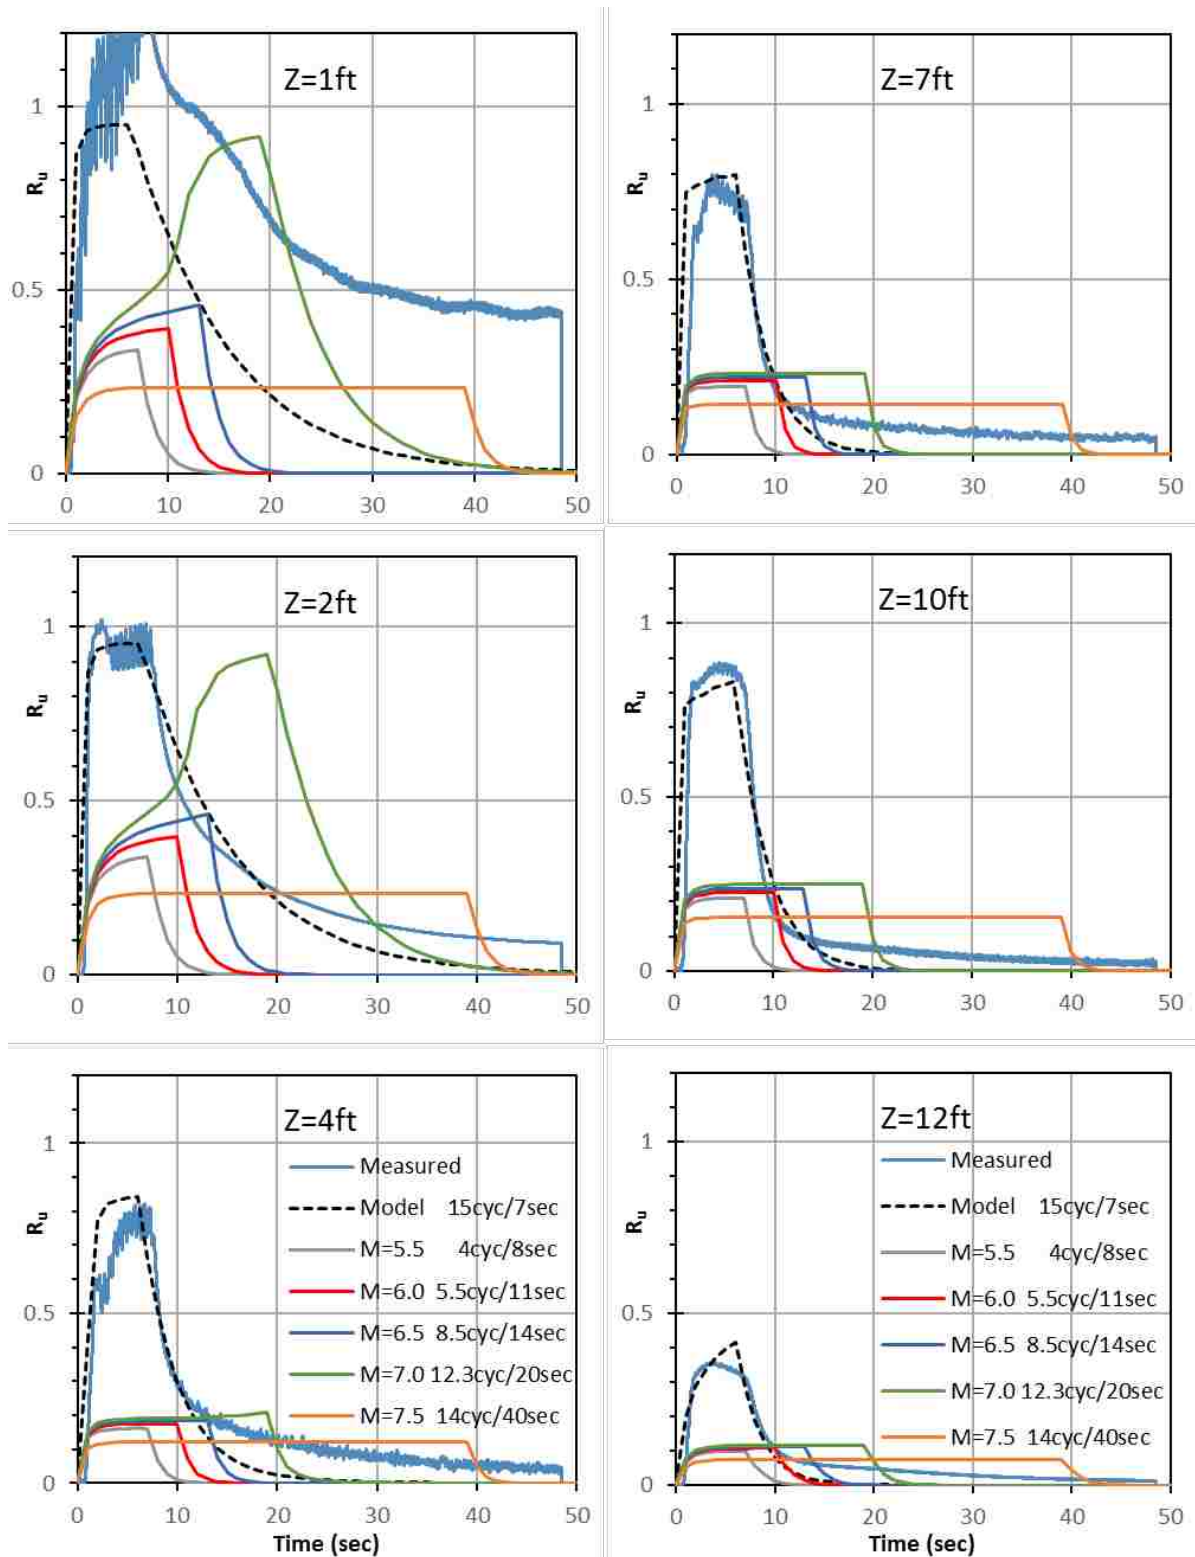 Z=1ft
1
0.5
0
Ru
0 10 20 30 40 50
Z=7ft
1
0.5
0
Ru
0 10 20 30 40 50
Z=2ft
1
0.5
0
Ru
0 10 20 30 40 50
Z=10ft
1
0.5
0
Ru
0 10 20 30 40 50
Z=4ft
1
0.5
0
Ru
Measured
Model 15cyc/7sec
M=5.5 4cyc/8sec
M=6.0 5.5cyc/11sec
M=6.5 8.5cyc/14sec
M=7.0 12.3cyc/20sec
M=7.5 14cyc/40sec
0 10 20 30 40 50
Time (sec)
Z=12ft
1
0.5
0
Ru
Measured
Model 15cyc/7sec
M=5.5 4cyc/8sec
M=6.0 5.5cyc/11sec
M=6.5 8.5cyc/14sec
M=7.0 12.3cyc/20sec
M=7.5 14cyc/40sec
0 10 20 30 40 50
Time (sec)